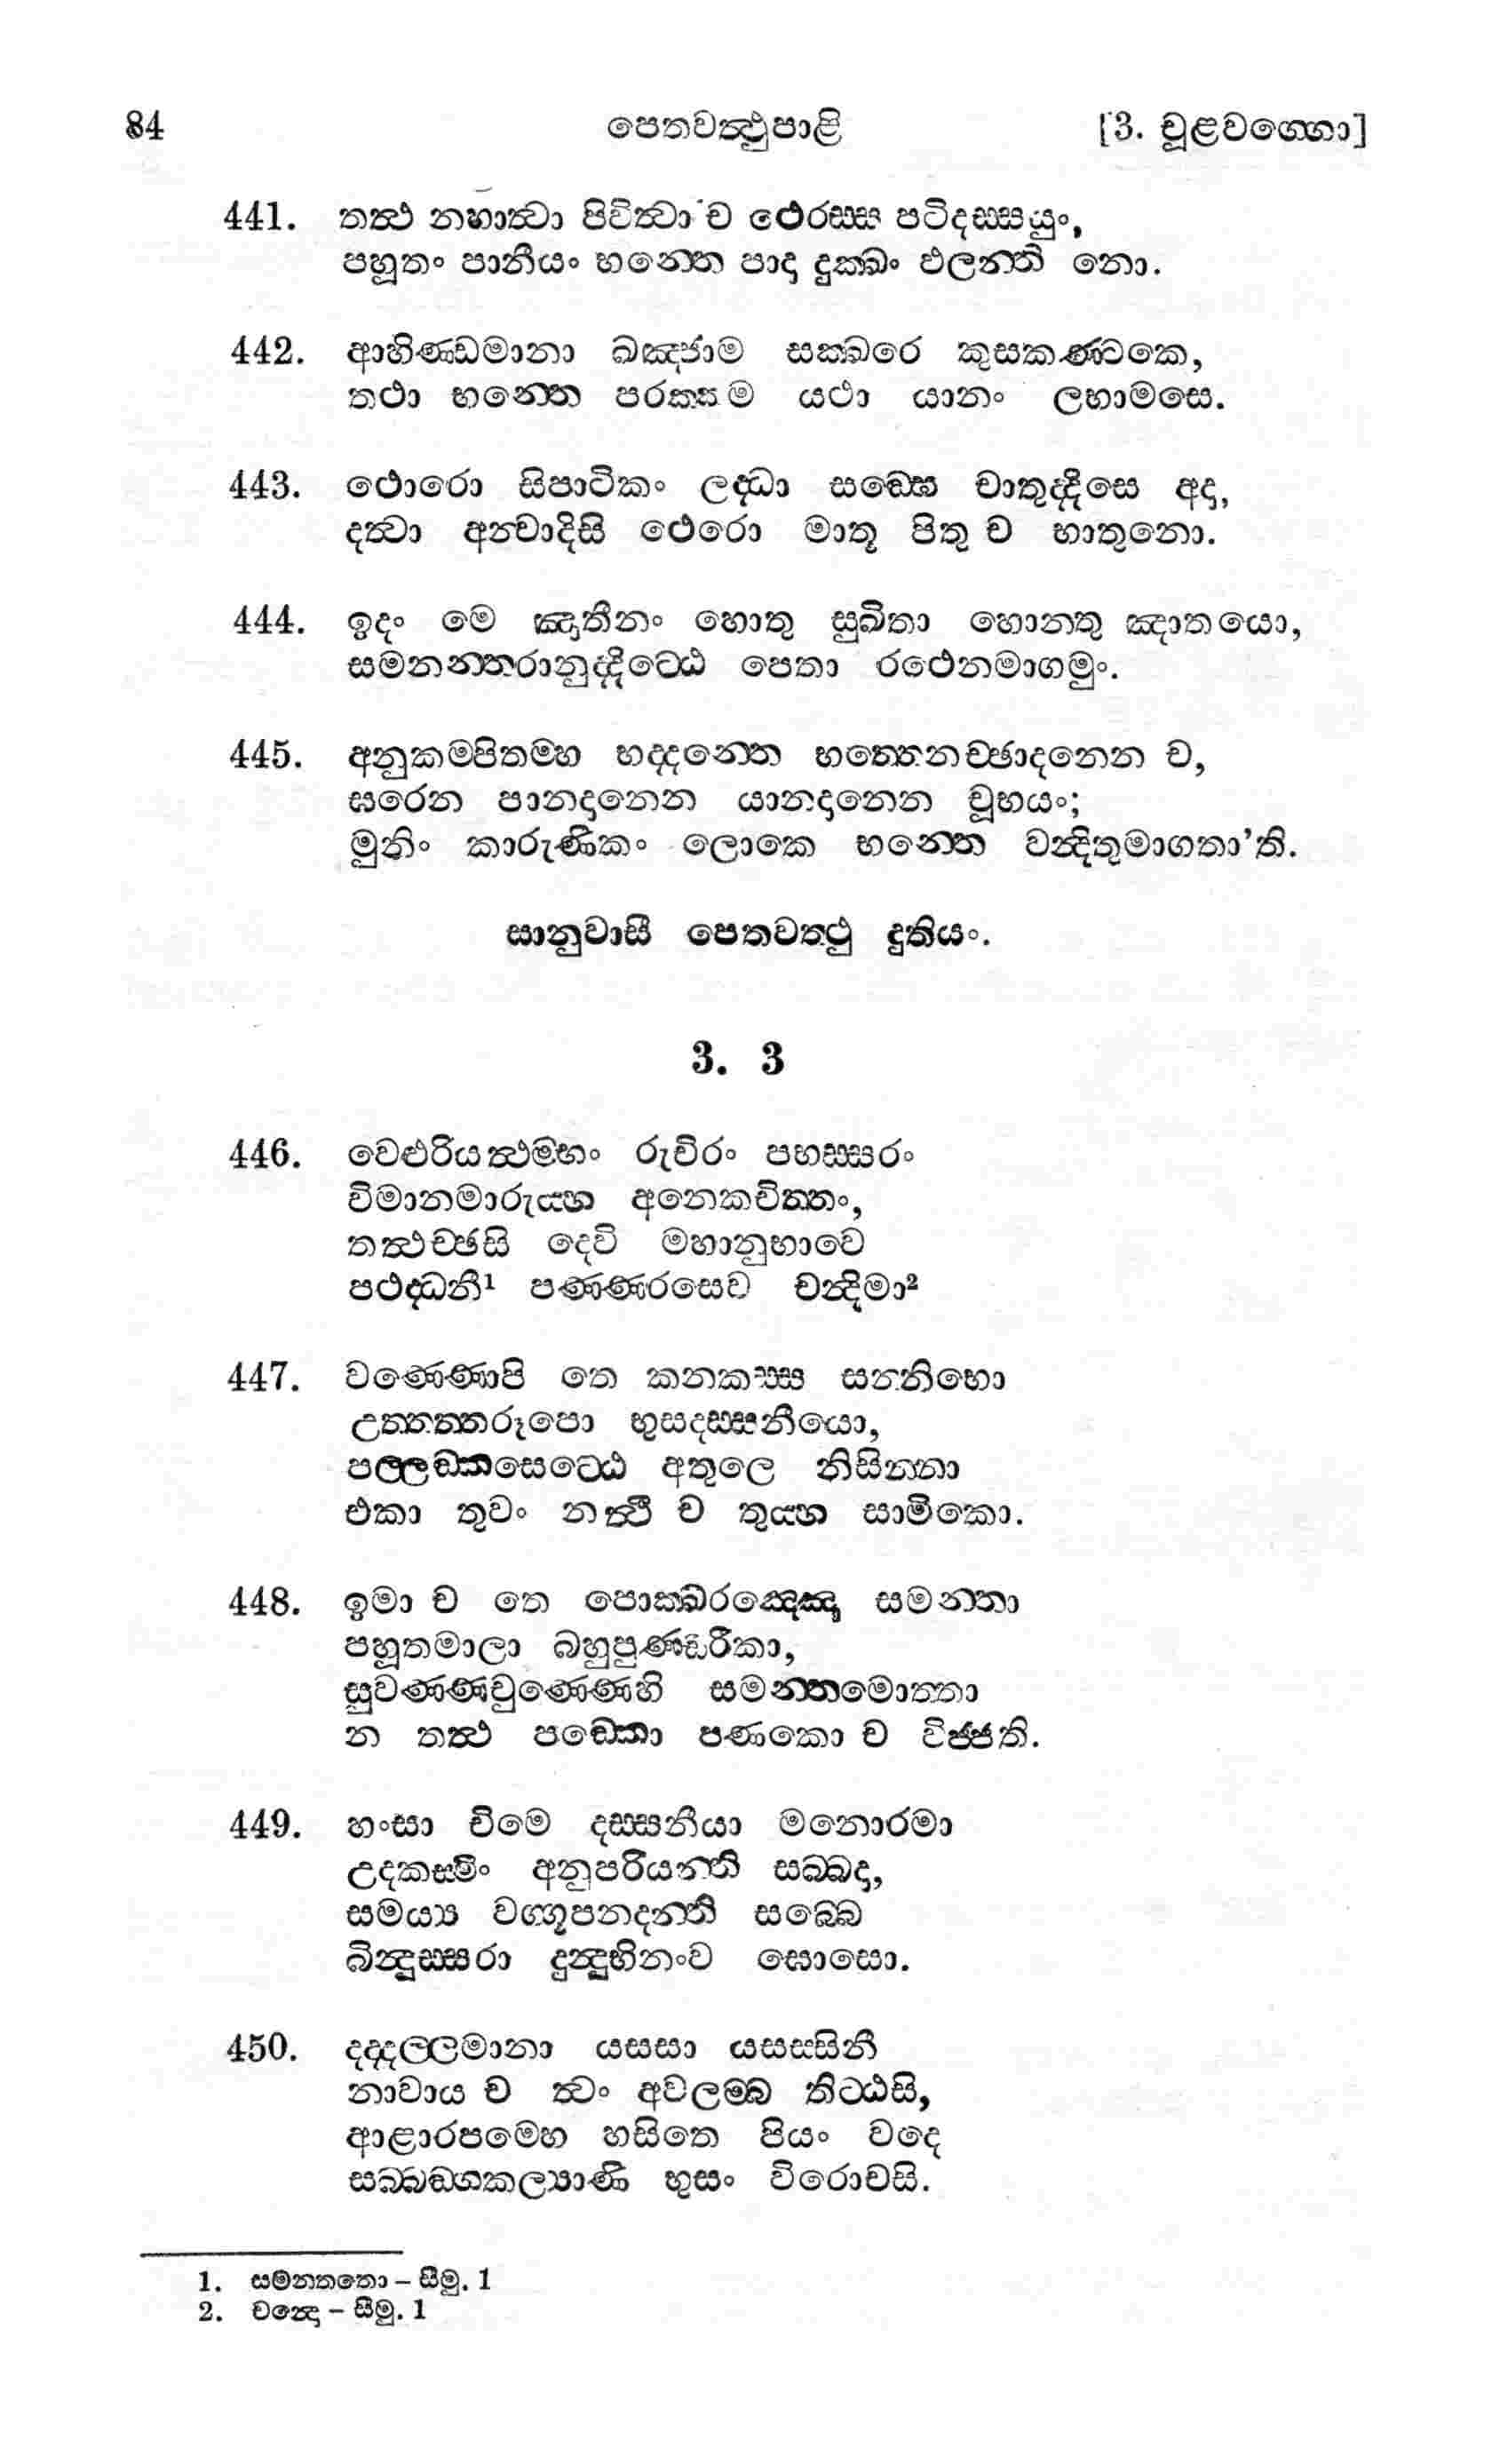 84 පෙතවත්‍ථුපාළි [3. චූළවග්ගො]
441. තත්‍ථ නහාත්‍වා පිවිත්‍වා ච ථෙරස්ස පටිදස්සයුං,
පහූතං පානීයං භන්තෙ පාදා දුක්ඛං ඵලන්ති නො.
442. ආහිණ්ඩමානා ඛඤ්ජාම සක්ඛරෙ කුසකණ්ටකෙ,
තථා භන්තෙ පරක්කම යථා යානං ලභාමසෙ.
443. ථොරො සිපාටිකං ලද්ධා සඞ්ඝෙ චාතුද්දිසෙ අදා,
දත්‍වා අන්‍වාදිසි ථෙරො මාතු පිතු ච භාතුනො.
444. ඉදං මෙ ඤාතීනං හොතු සුඛිතා හොන්තු ඤාතයො,
සමනන්තරානුද්දිට්ඨෙ පෙතා රථෙනමාගමුං.
445. අනුකම්පිතම්හ භද්දන්තෙ භත්තෙනච්ඡාදනෙන ච,
ඝරෙන පානදානෙන යානදානෙන චූභයං;
මුනිං කාරුණිකං ලොකෙ භන්තෙ වන්‍දිතුමාගතා’ති.
සානුවාසී පෙතවත්‍ථු දුතියං.
3. 3
446. වෙළුරියත්‍ථම්භං රුචිරං පභස්සරං
විමානමාරුය්හ අනෙකචිත්තං,
තත්‍ථච්ඡසි දෙවි මහානුභාවෙ
පථද්ධනී¹ පණ්ණරසෙව චන්‍දිමා²
447. වණ්ණොපි තෙ කනකස්ස සන්නිභො
උත්තත්තරූපො භුසදස්සනීයො,
පල්ලඞ්කසෙට්ඨෙ අතුලෙ නිසින්නා
එකා තුවං නත්‍ථි ච තුය්හ සාමිකො.
448. ඉමා ච තෙ පොක්ඛරඤ්ඤෙ සමන්තා
පහූතමාලා බහුපුණ්ඩරීකා,
සුවණ්ණචුණ්ණෙහි සමන්තමොත්තා
න තත්‍ථ පඞ්කො පණකො ච විජ්ජති.
449. හංසා චිමෙ දස්සනීයා මනොරමා
උදකස්මිං අනුපරියන්ති සබ්බදා,
සමය්‍ය වග්ගූපනදන්ති සබ්බෙ
බින්‍දුස්සරා දුන්‍දුභිනංව ඝොසො.
450. දද්දල්ලමානා යසසා යසස්සිනී
නාවාය ච ත්‍වං අවලම්බ තිට්ඨසි,
ආළාරපම්හෙ හසිතෙ පියං වදෙ
සබ්බඞ්ගකල්‍යාණි භුසං විරොචසි.
1. සමන්තතො – සීමු. 1
2. චන්‍දො – සීමු. 1